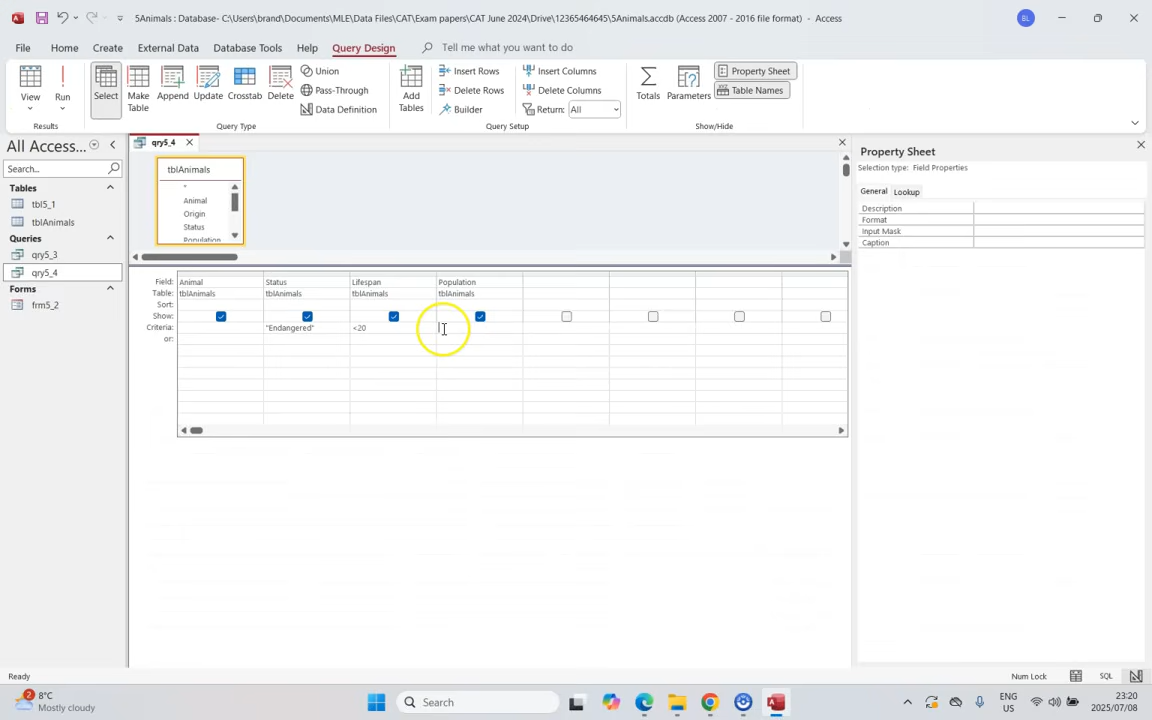 5Animals : Database- C:\Users\brand\Documents\MLE\Data Files\CAT\Exam papers\CAT June 2024\Drive\12365464645\5Animals.accdb (Access 2007 - 2016 file format) - Access
BL
File Home Create External Data Database Tools Help Query Design Tell me what you want to do
View Run Select Make Table Append Update Crosstab Delete
Union
Pass-Through
Data Definition
Add Tables
Insert Rows
Delete Rows
Builder
Insert Columns
Delete Columns
Return: All
Totals Parameters
Property Sheet
Table Names
Results Query Type Query Setup Show/Hide
All Access...
Search...
Tables
tbl5_1
tblAnimals
Queries
qry5_3
qry5_4
Forms
frm5_2
qry5_4
tblAnimals
*
Animal
Origin
Status
Population
Field: Animal Status Lifespan Population
Table: tblAnimals tblAnimals tblAnimals tblAnimals
Sort:
Show:
Criteria: "Endangered" <20
or:
Property Sheet
Selection type: Field Properties
General Lookup
Description
Format
Input Mask
Caption
Ready
Num Lock
SQL
2
8°C
Mostly cloudy
Search
ENG
US
23:20
2025/07/08